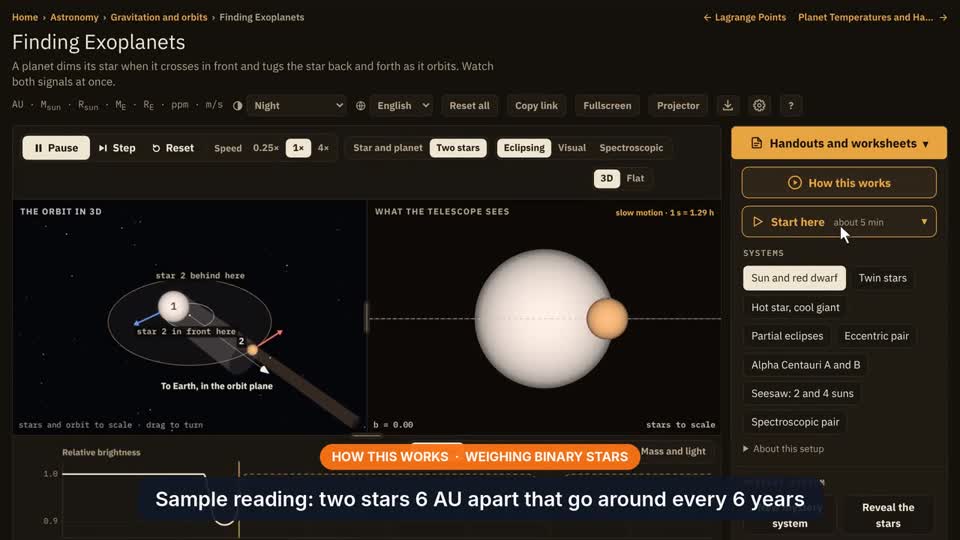 Home › Astronomy › Gravitation and orbits › Finding Exoplanets
← Lagrange Points Planet Temperatures and Ha... →
Finding Exoplanets
A planet dims its star when it crosses in front and tugs the star back and forth as it orbits. Watch
both signals at once.
AU · Msun · Rsun · ME · RE · ppm · m/s
Night
English
Reset all
Copy link
Fullscreen
Projector
?
Pause
Step
Reset
Speed 0.25× 1× 4×
Star and planet Two stars
Eclipsing Visual Spectroscopic
3D Flat
Handouts and worksheets ▾
How this works
Start here about 5 min ▾
THE ORBIT IN 3D
star 2 behind here
1
star 2 in front here
2
To Earth, in the orbit plane
stars and orbit to scale · drag to turn
WHAT THE TELESCOPE SEES
slow motion · 1 s = 1.29 h
b = 0.00
stars to scale
SYSTEMS
Sun and red dwarf Twin stars
Hot star, cool giant
Partial eclipses Eccentric pair
Alpha Centauri A and B
Seesaw: 2 and 4 suns
Spectroscopic pair
▸ About this setup
Relative brightness
Mass and light
1.0
0.9
HOW THIS WORKS · WEIGHING BINARY STARS
Sample reading: two stars 6 AU apart that go around every 6 years
system
Reveal the
stars